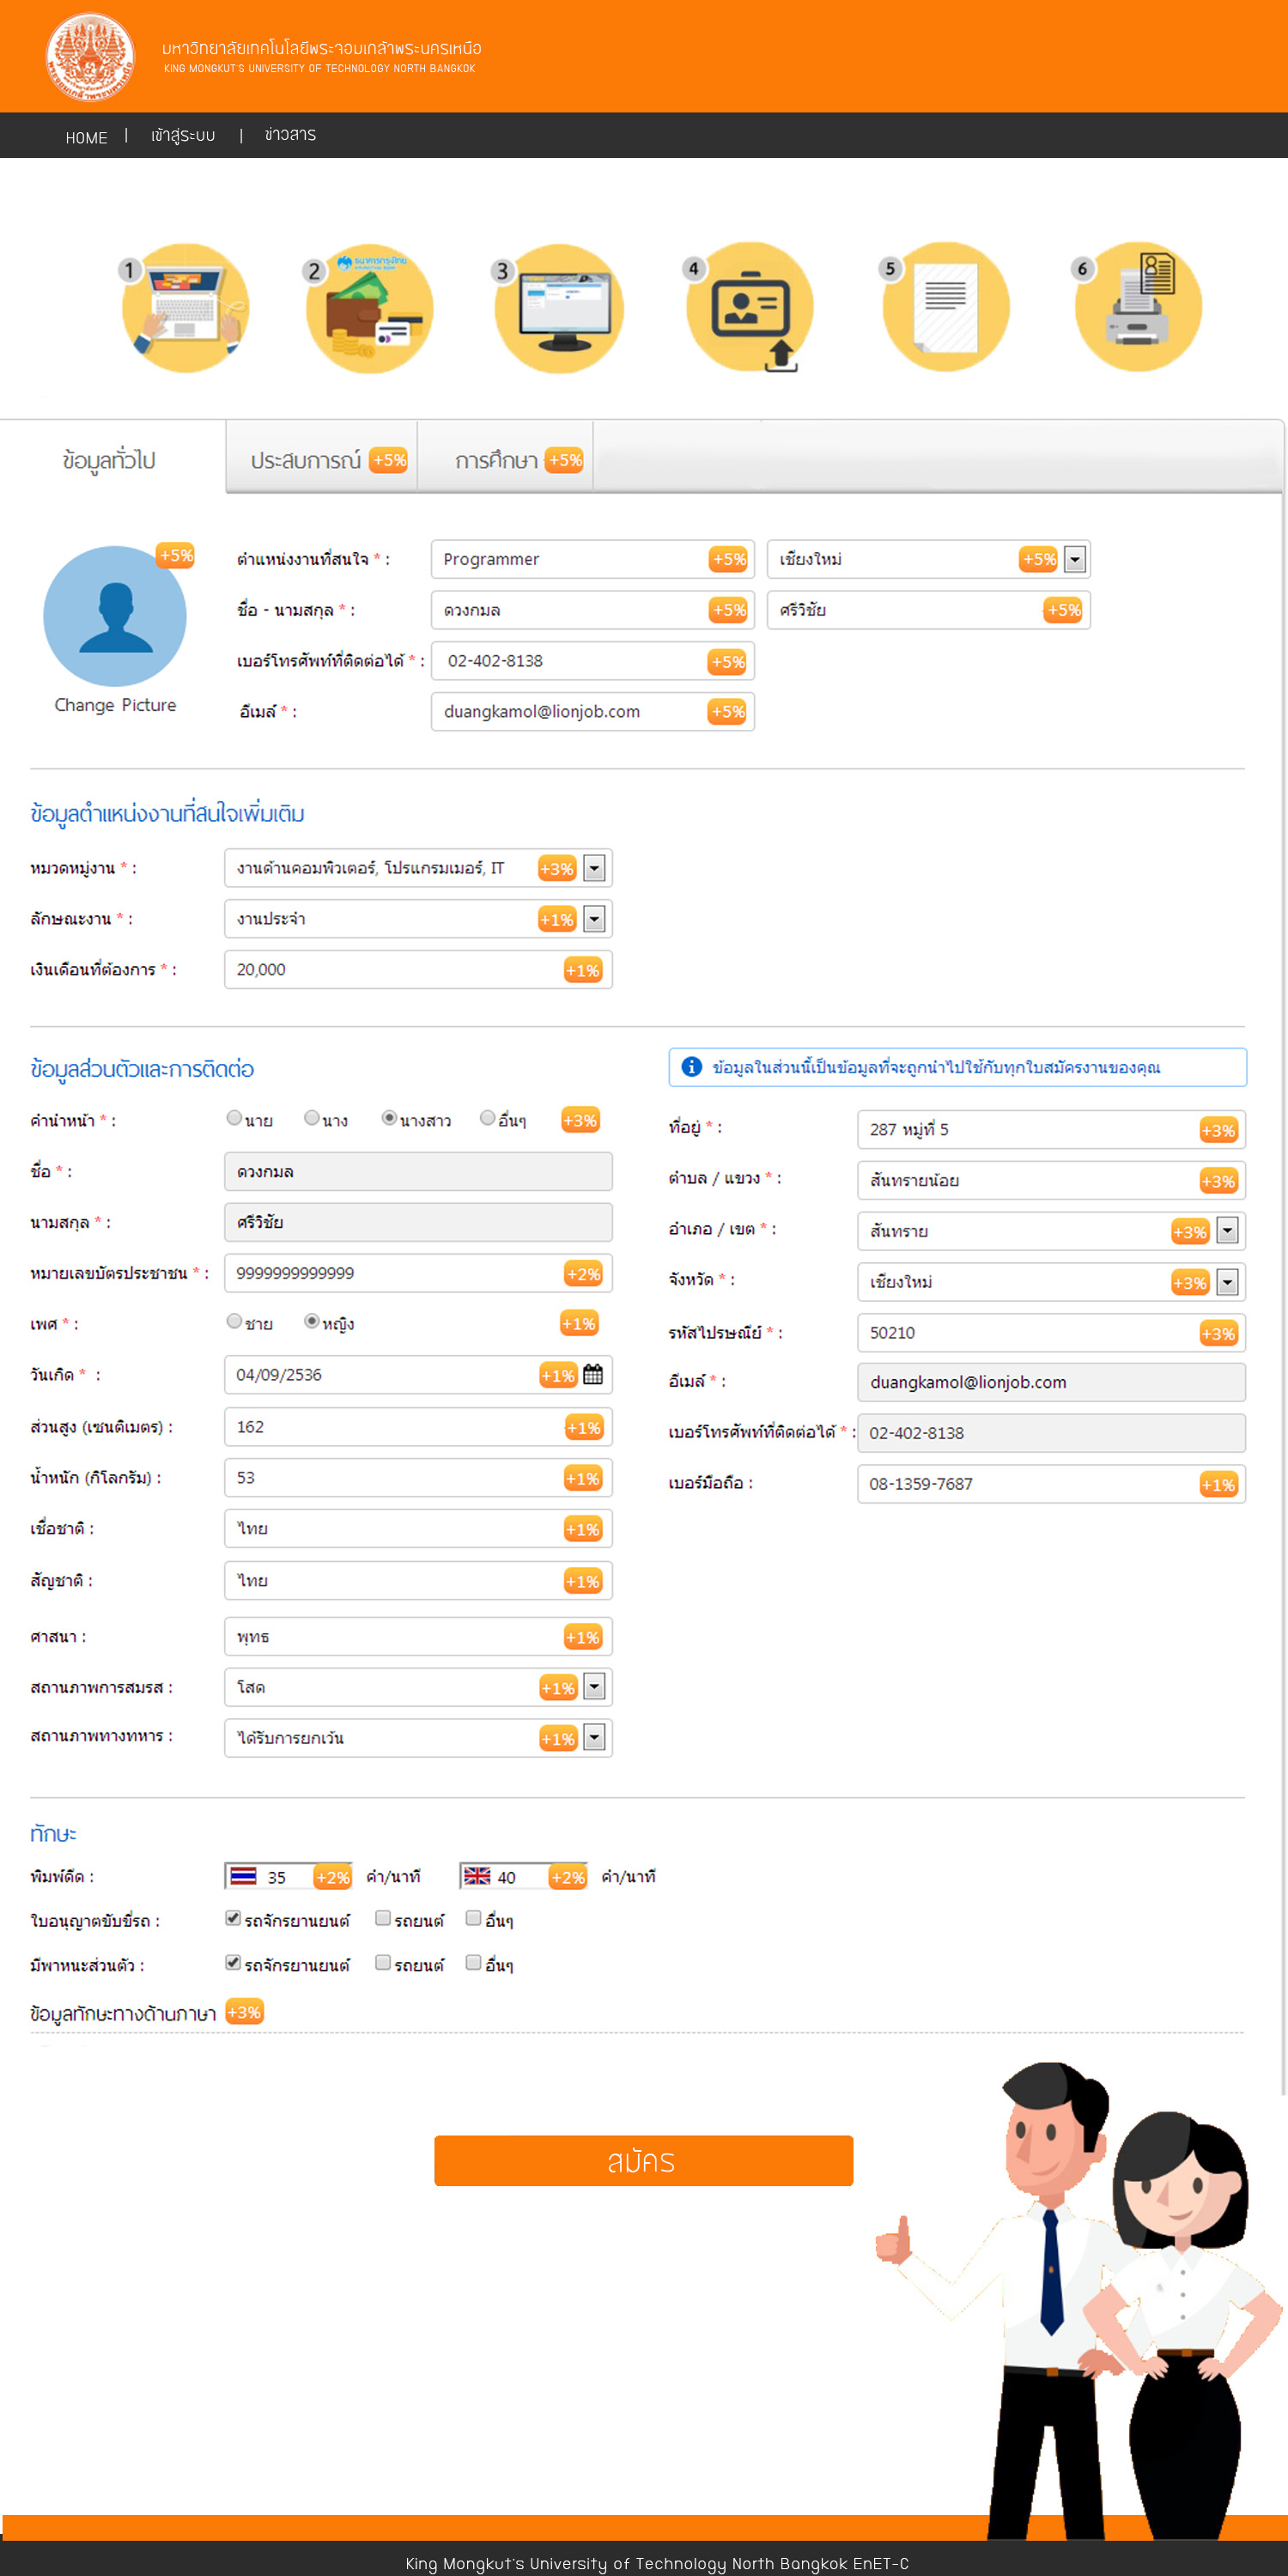 มหาวิทยาลัยเทคโนโลยีพระจอมเกล้าพระนครเหนือ
KING MONGKUT'S UNIVERSITY OF TECHNOLOGY NORTH BANGKOK
HOME | เข้าสู่ระบบ | ข่าวสาร
1 2 3 4 5 6
ธนาคารกรุงไทย
ข้อมูลทั่วไป ประสบการณ์ +5% การศึกษา +5%
+5%
Change Picture
ตำแหน่งงานที่สนใจ * : Programmer +5% เชียงใหม่ +5%
ชื่อ - นามสกุล * : ดวงกมล +5% ศรีวิชัย +5%
เบอร์โทรศัพท์ที่ติดต่อได้ * : 02-402-8138 +5%
อีเมล์ * : duangkamol@lionjob.com +5%
ข้อมูลตำแหน่งงานที่สนใจเพิ่มเติม
หมวดหมู่งาน * : งานด้านคอมพิวเตอร์, โปรแกรมเมอร์, IT +3%
ลักษณะงาน * : งานประจำ +1%
เงินเดือนที่ต้องการ * : 20,000 +1%
ข้อมูลส่วนตัวและการติดต่อ
คำนำหน้า * : นาย นาง นางสาว อื่นๆ +3%
ชื่อ * : ดวงกมล
นามสกุล * : ศรีวิชัย
หมายเลขบัตรประชาชน * : 9999999999999 +2%
เพศ * : ชาย หญิง +1%
วันเกิด * : 04/09/2536 +1%
ส่วนสูง (เซนติเมตร) : 162 +1%
น้ำหนัก (กิโลกรัม) : 53 +1%
เชื่อชาติ : ไทย +1%
สัญชาติ : ไทย +1%
ศาสนา : พุทธ +1%
สถานภาพการสมรส : โสด +1%
สถานภาพทางทหาร : ได้รับการยกเว้น +1%
ข้อมูลในส่วนนี้เป็นข้อมูลที่จะถูกนำไปใช้กับทุกใบสมัครงานของคุณ
ที่อยู่ * : 287 หมู่ที่ 5 +3%
ตำบล / แขวง * : สันทรายน้อย +3%
อำเภอ / เขต * : สันทราย +3%
จังหวัด * : เชียงใหม่ +3%
รหัสไปรษณีย์ * : 50210 +3%
อีเมล์ * : duangkamol@lionjob.com
เบอร์โทรศัพท์ที่ติดต่อได้ * : 02-402-8138
เบอร์มือถือ : 08-1359-7687 +1%
ทักษะ
พิมพ์ดีด : 35 +2% คำ/นาที 40 +2% คำ/นาที
ใบอนุญาตขับขี่รถ : รถจักรยานยนต์ รถยนต์ อื่นๆ
มีพาหนะส่วนตัว : รถจักรยานยนต์ รถยนต์ อื่นๆ
ข้อมูลทักษะทางด้านภาษา +3%
สมัคร
King Mongkut's University of Technology North Bangkok EnET-C